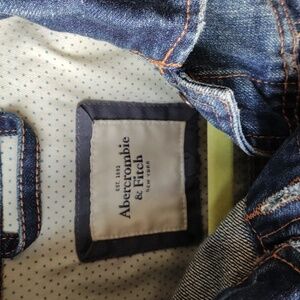 EST. 1892
Abercrombie
& Fitch
NEW YORK